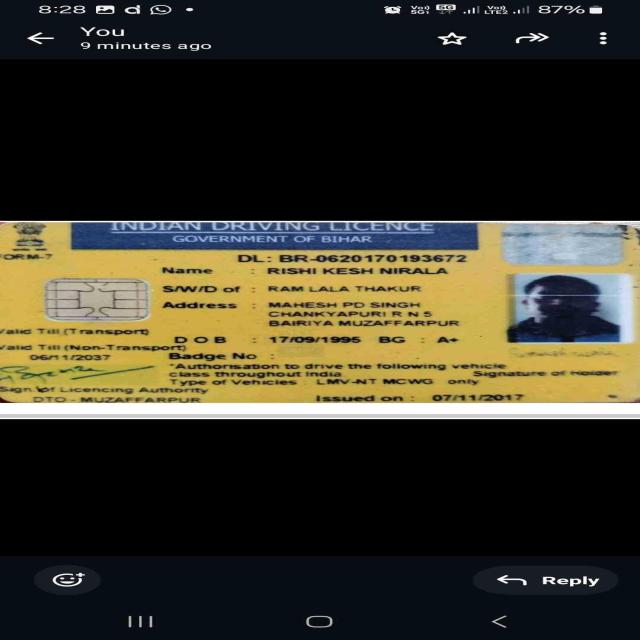 8:28
87%
You
9 minutes ago
INDIAN DRIVING LICENCE
GOVERNMENT OF BIHAR
FORM-7
DL: BR-0620170193672
Name : RISHI KESH NIRALA
S/W/D of : RAM LALA THAKUR
Address : MAHESH PD SINGH
CHANKYAPURI R N 5
BAIRIYA MUZAFFARPUR
Valid Till (Transport)
D O B : 17/09/1995 BG : A+
Valid Till (Non-Transport)
06/11/2037
Badge No :
"Authorisation to drive the following vehicle
class throughout India
Signature of Holder
Type of Vehicles : LMV-NT MCWG only
Sign of Licencing Authority
DTO - MUZAFFARPUR
Issued on : 07/11/2017
Reply